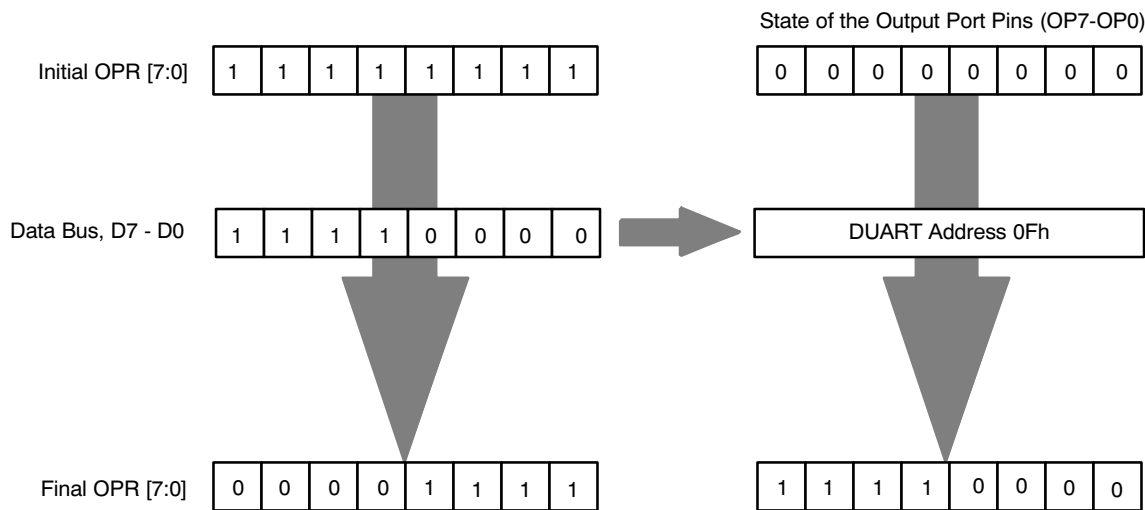 State of the Output Port Pins (OP7-OP0)
Initial OPR [7:0] 1 1 1 1 1 1 1 1 0 0 0 0 0 0 0 0
Data Bus, D7 - D0 1 1 1 1 0 0 0 0 DUART Address 0Fh
Final OPR [7:0] 0 0 0 0 1 1 1 1 1 1 1 1 0 0 0 0